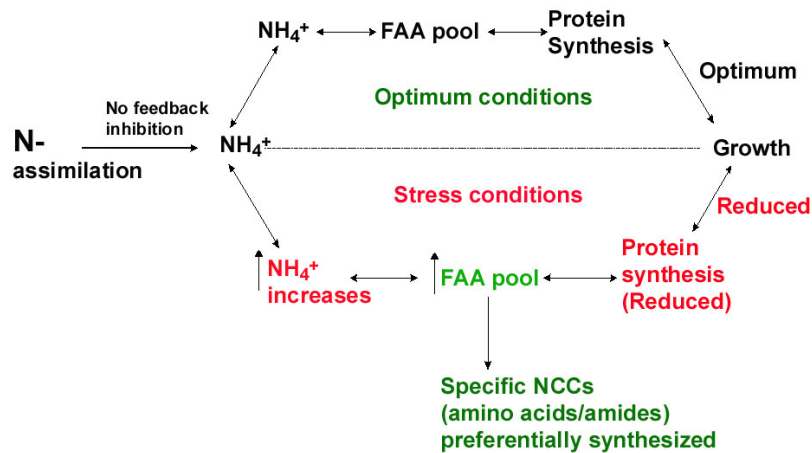 NH₄⁺
FAA pool
Protein
Synthesis
Optimum
Optimum conditions
No feedback
inhibition
N-
assimilation
NH₄⁺
Growth
Stress conditions
Reduced
NH₄⁺
increases
FAA pool
Protein
synthesis
(Reduced)
Specific NCCs
(amino acids/amides)
preferentially synthesized